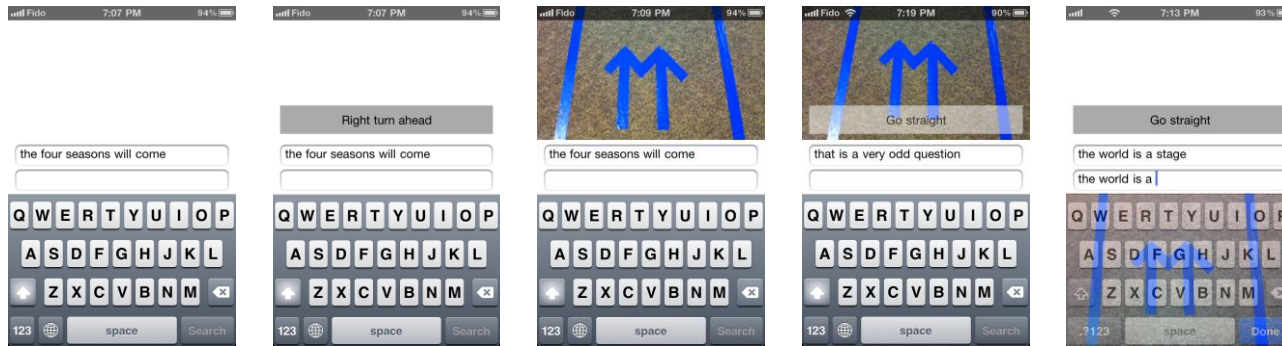 Fido 7:07 PM 94%
the four seasons will come
Q W E R T Y U I O P
A S D F G H J K L
Z X C V B N M
123 space Search
Fido 7:07 PM 94%
Right turn ahead
the four seasons will come
Q W E R T Y U I O P
A S D F G H J K L
Z X C V B N M
123 space Search
Fido 7:09 PM 94%
the four seasons will come
Q W E R T Y U I O P
A S D F G H J K L
Z X C V B N M
123 space Search
Fido 7:19 PM 90%
Go straight
that is a very odd question
Q W E R T Y U I O P
A S D F G H J K L
Z X C V B N M
123 space Search
7:13 PM 93%
Go straight
the world is a stage
the world is a
Q W E R T Y U I O P
A S D F G H J K L
Z X C V B N M
.?123 space Done